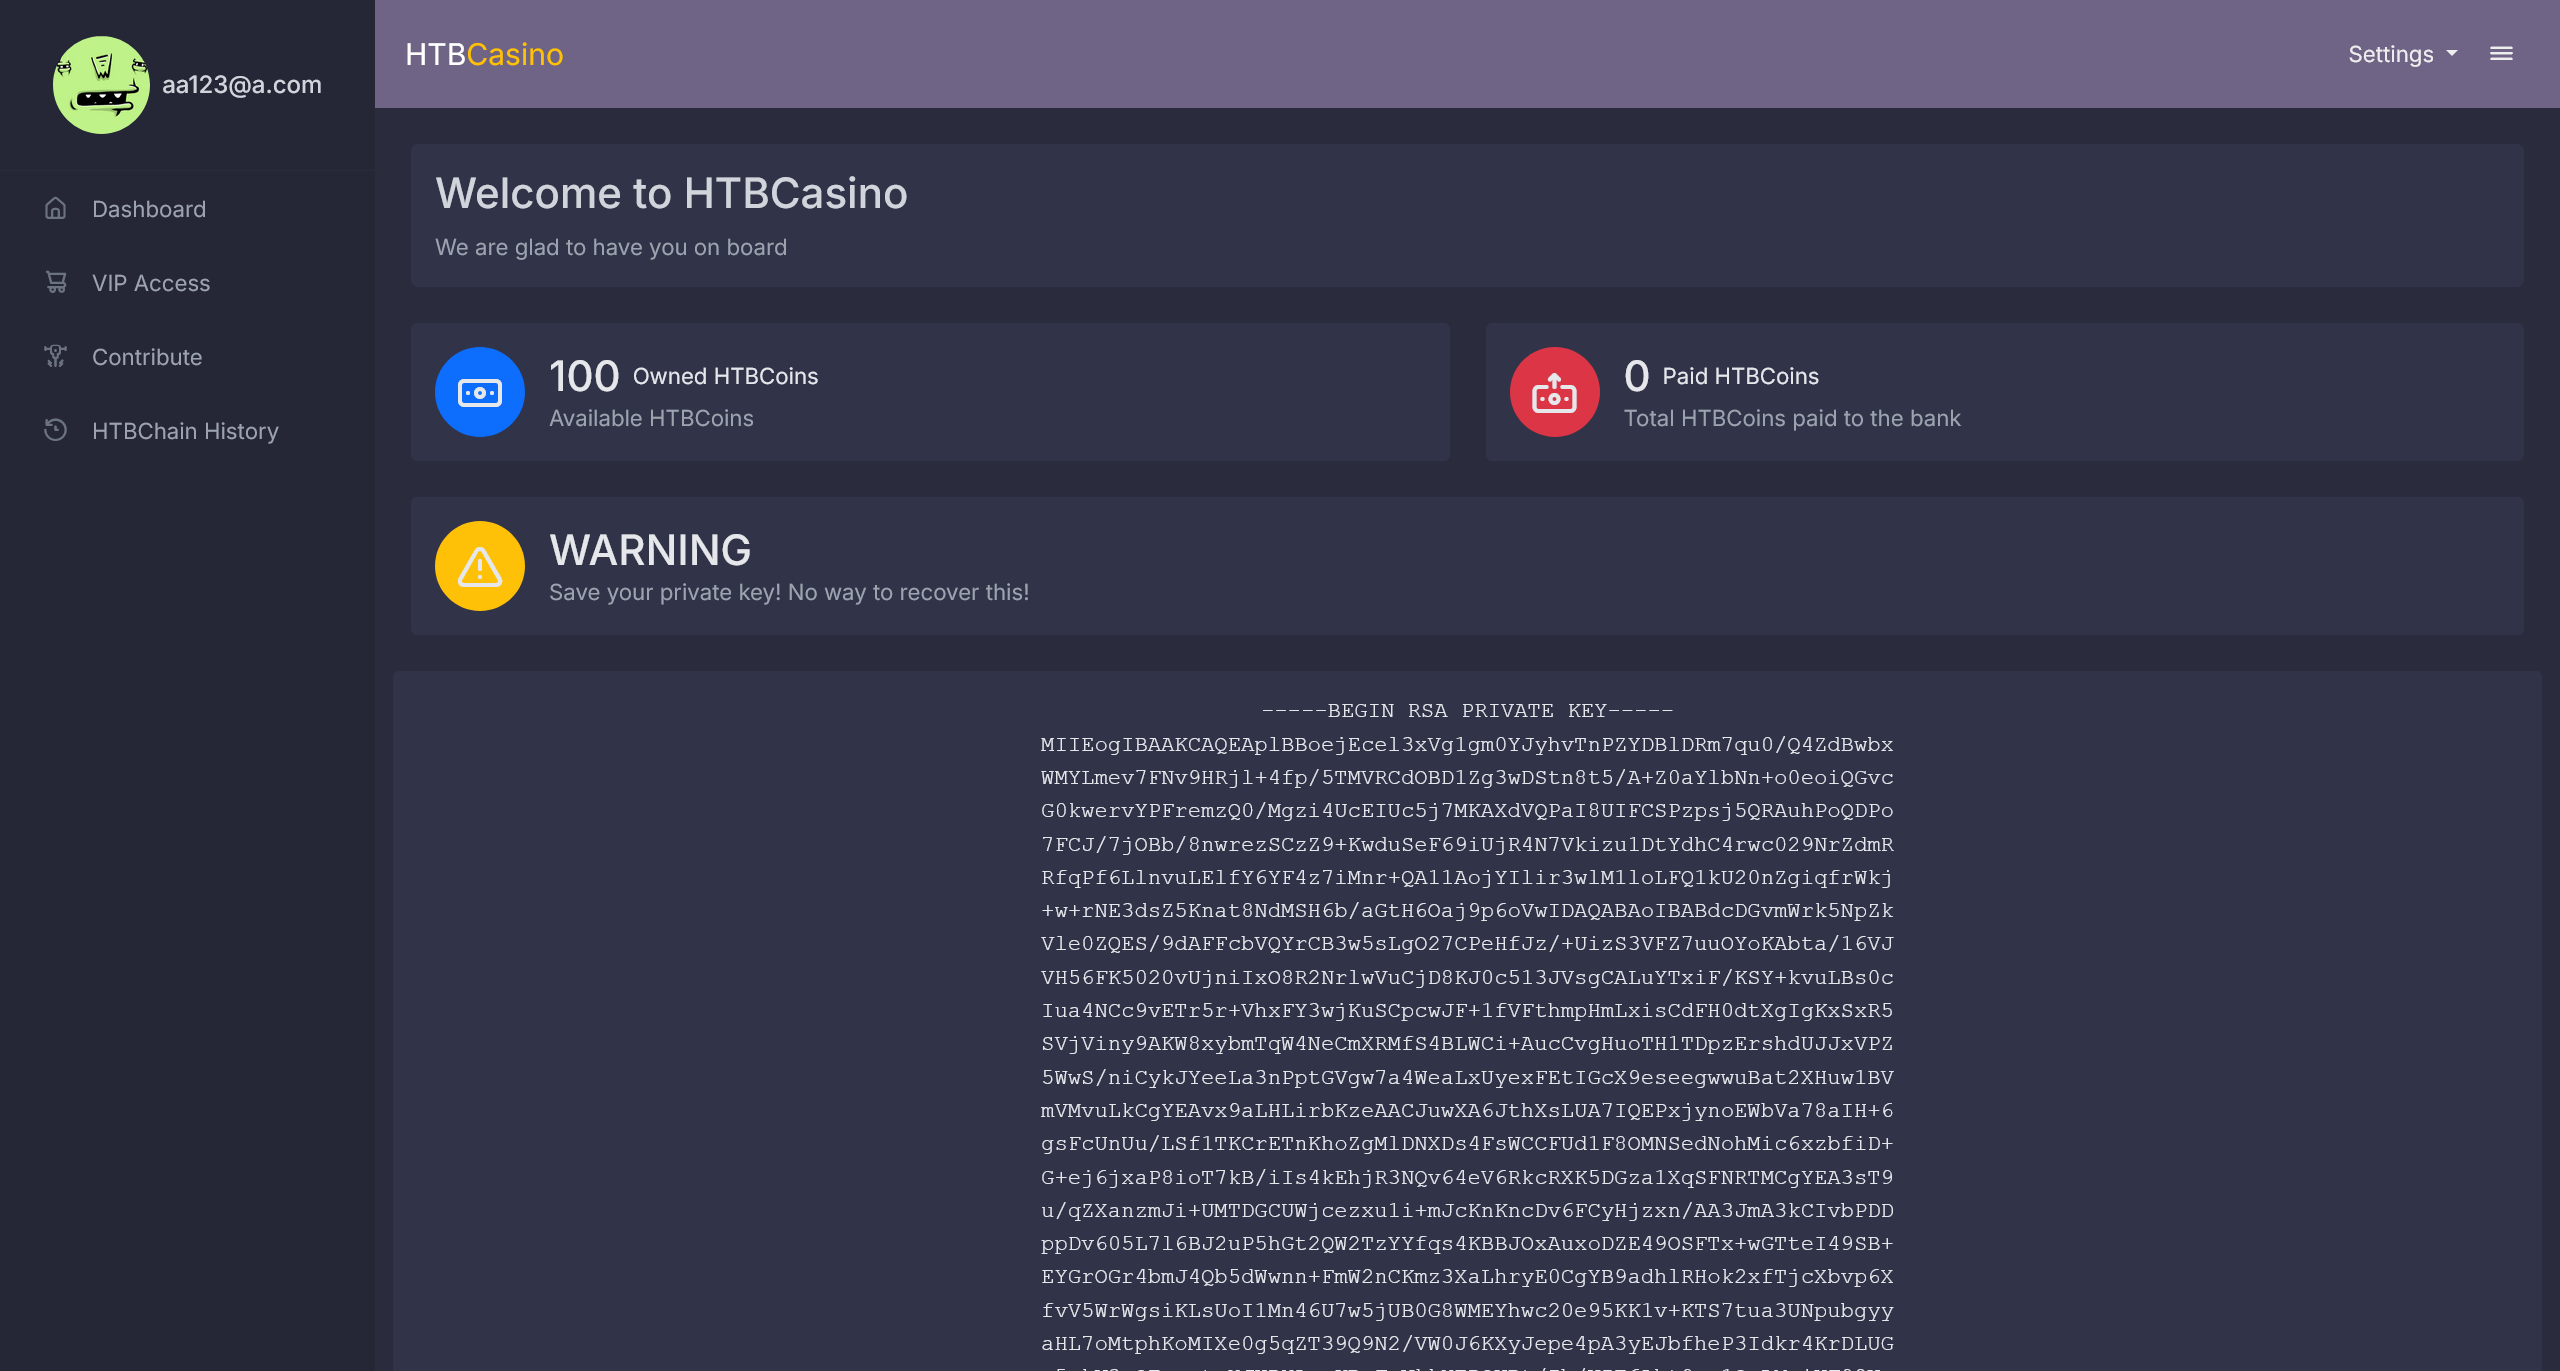 aa123@a.com
Dashboard
VIP Access
Contribute
HTBChain History
HTBCasino
Settings
Welcome to HTBCasino
We are glad to have you on board
100 Owned HTBCoins
Available HTBCoins
0 Paid HTBCoins
Total HTBCoins paid to the bank
WARNING
Save your private key! No way to recover this!
-----BEGIN RSA PRIVATE KEY-----
MIIEogIBAAKCAQEAplBBoejEcel3xVg1gm0YJyhvTnPZYDBlDRm7qu0/Q4ZdBwbx
WMYLmev7FNv9HRjl+4fp/5TMVRCdOBD1Zg3wDStn8t5/A+Z0aYlbNn+o0eoiQGvc
G0kwervYPFremzQ0/Mgzi4UcEIUc5j7MKAXdVQPaI8UIFCSPzpsj5QRAuhPoQDPo
7FCJ/7jOBb/8nwrezSCzZ9+KwduSeF69iUjR4N7Vkizu1DtYdhC4rwc029NrZdmR
RfqPf6LlnvuLElfY6YF4z7iMnr+QA11AojYIlir3wlM1loLFQ1kU20nZgiqfrWkj
+w+rNE3dsZ5Knat8NdMSH6b/aGtH6Oaj9p6oVwIDAQABAoIBABdcDGvmWrk5NpZk
Vle0ZQES/9dAFFcbVQYrCB3w5sLgO27CPeHfJz/+UizS3VFZ7uuOYoKAbta/16VJ
VH56FK5020vUjniIxO8R2NrlwVuCjD8KJ0c513JVsgCALuYTxiF/KSY+kvuLBs0c
Iua4NCc9vETr5r+VhxFY3wjKuSCpcwJF+1fVFthmpHmLxisCdFH0dtXgIgKxSxR5
SVjViny9AKW8xybmTqW4NeCmXRMfS4BLWCi+AucCvgHuoTH1TDpzErshdUJJxVPZ
5WwS/niCykJYeeLa3nPptGVgw7a4WeaLxUyexFEtIGcX9eseegwwuBat2XHuw1BV
mVMvuLkCgYEAvx9aLHLirbKzeAACJuwXA6JthXsLUA7IQEPxjynoEWbVa78aIH+6
gsFcUnUu/LSf1TKCrETnKhoZgMlDNXDs4FsWCCFUd1F8OMNSedNohMic6xzbfiD+
G+ej6jxaP8ioT7kB/iIs4kEhjR3NQv64eV6RkcRXK5DGza1XqSFNRTMCgYEA3sT9
u/qZXanzmJi+UMTDGCUWjcezxu1i+mJcKnKncDv6FCyHjzxn/AA3JmA3kCIvbPDD
ppDv605L7l6BJ2uP5hGt2QW2TzYYfqs4KBBJOxAuxoDZE49OSFTx+wGTteI49SB+
EYGrOGr4bmJ4Qb5dWwnn+FmW2nCKmz3XaLhryE0CgYB9adhlRHok2xfTjcXbvp6X
fvV5WrWgsiKLsUoI1Mn46U7w5jUB0G8WMEYhwc20e95KK1v+KTS7tua3UNpubgyy
aHL7oMtphKoMIXe0g5qZT39Q9N2/VW0J6KXyJepe4pA3yEJbfheP3Idkr4KrDLUG